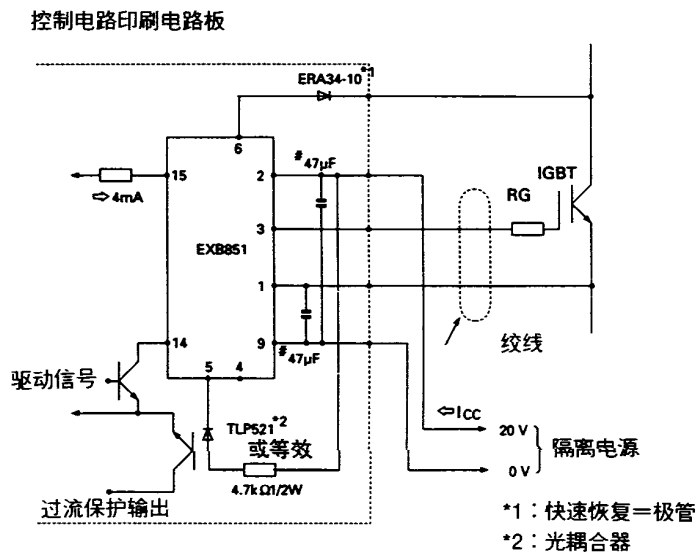 控制电路印刷电路板
ERA34-10*1
6
15
2
#47μF
IGBT
RG
⇨4mA
3
EXB851
1
14
9
#47μF
绞线
5
4
驱动信号
TLP521*2
或等效
⇦ICC
20 V
隔离电源
0 V
4.7kΩ1/2W
过流保护输出
*1：快速恢复=极管
*2：光耦合器